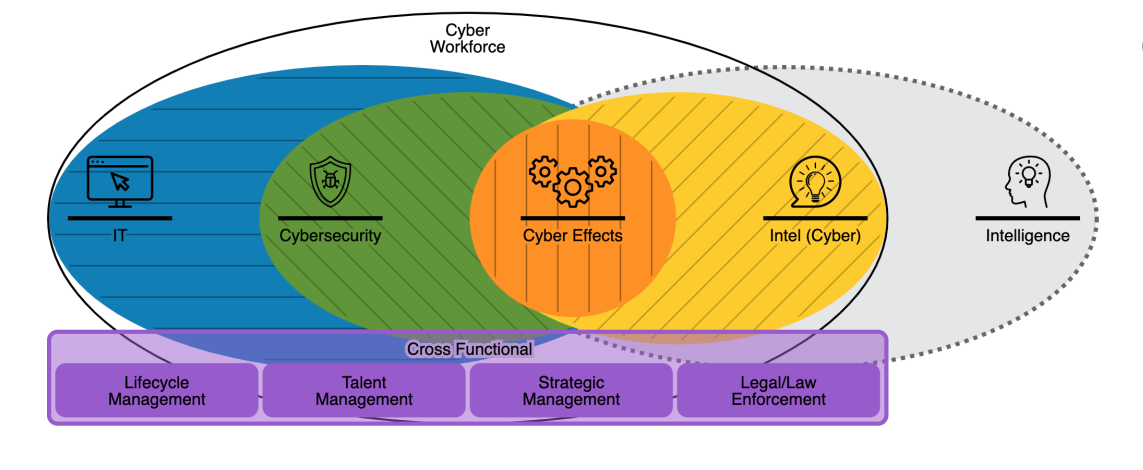 Cyber
Workforce
IT
Cybersecurity
Cyber Effects
Intel (Cyber)
Intelligence
Cross Functional
Lifecycle
Management
Talent
Management
Strategic
Management
Legal/Law
Enforcement